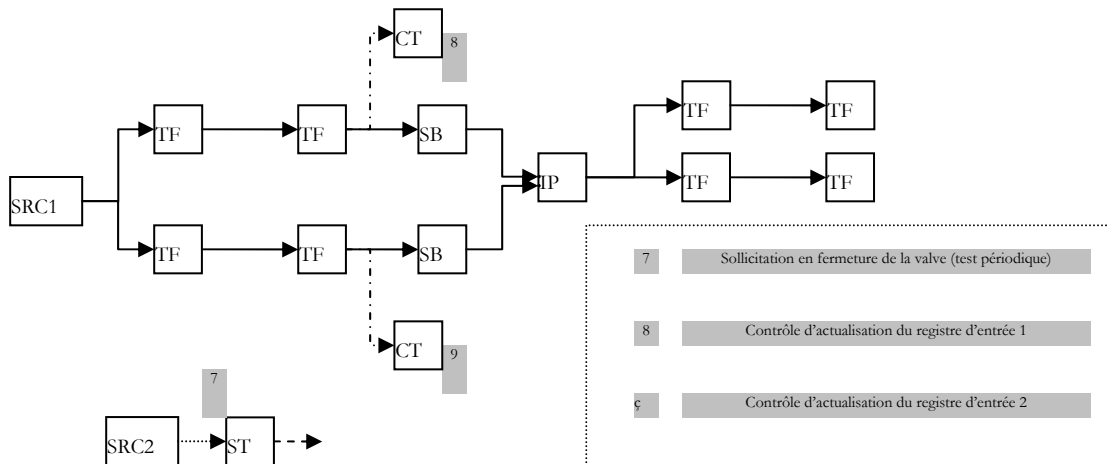 CT
8
TF
TF
SB
TF
TF
SRC1
IP
TF
TF
TF
TF
SB
CT
9
7
SRC2
ST
7 Sollicitation en fermeture de la valve (test périodique)
8 Contrôle d'actualisation du registre d'entrée 1
ç Contrôle d'actualisation du registre d'entrée 2